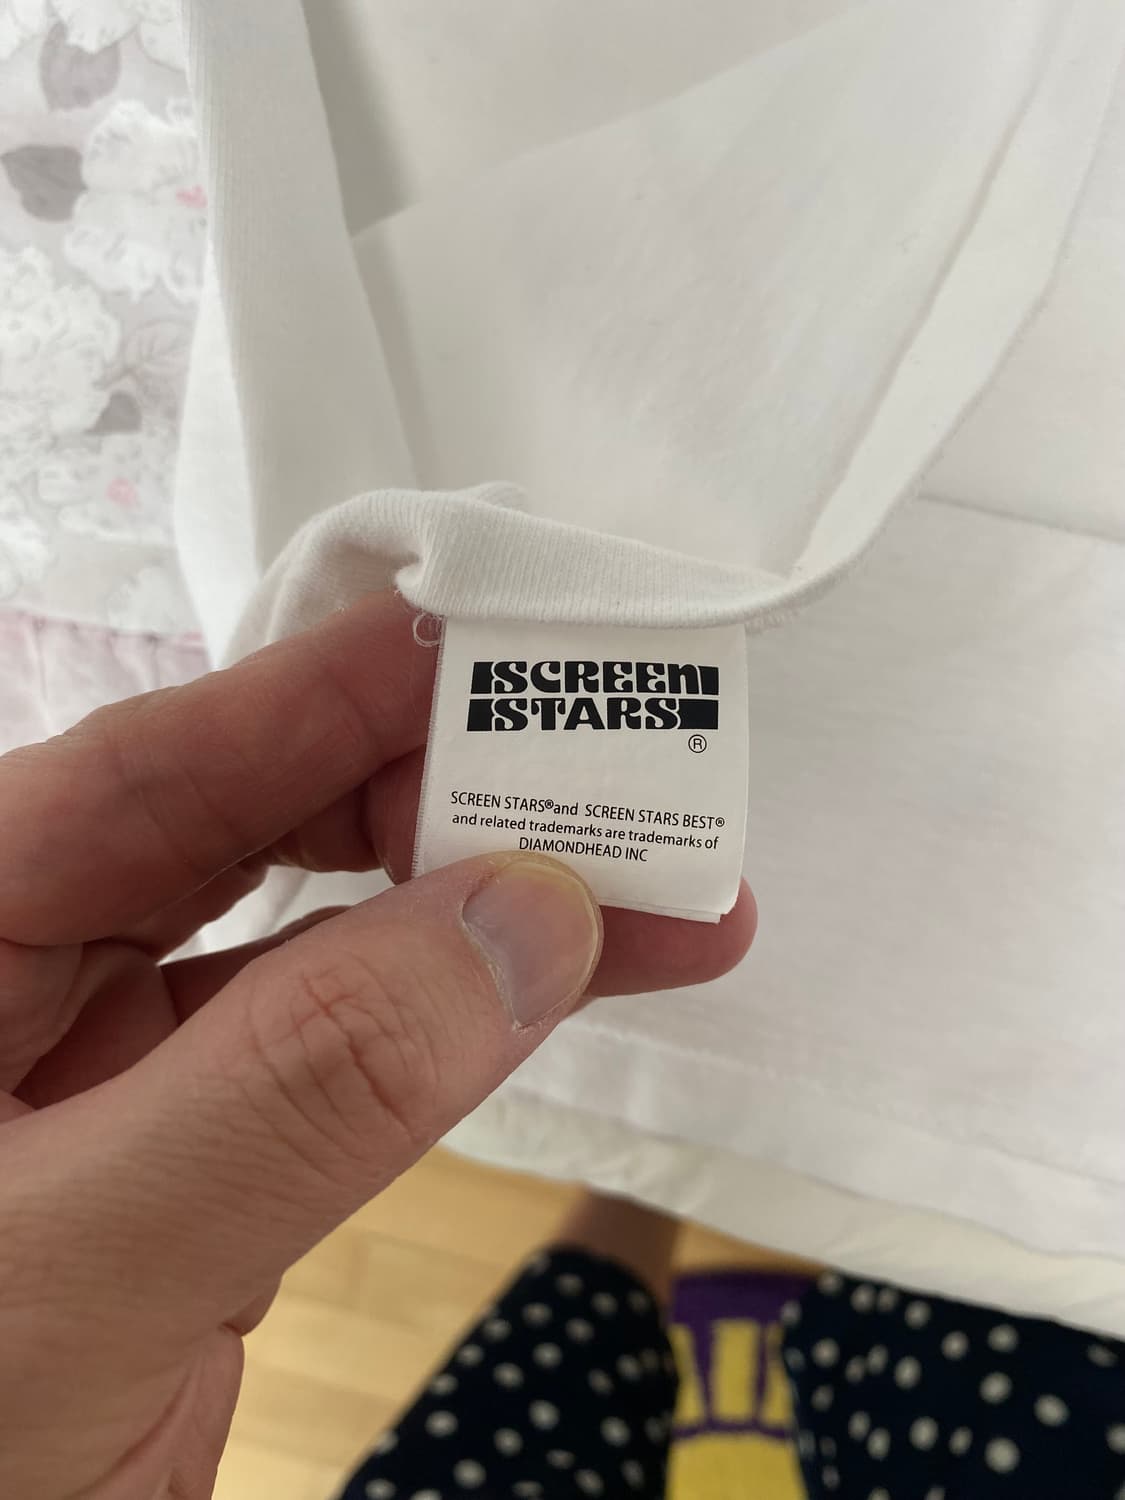 SCREEN
STARS
®
SCREEN STARS®and SCREEN STARS BEST®
and related trademarks are trademarks of
DIAMONDHEAD INC